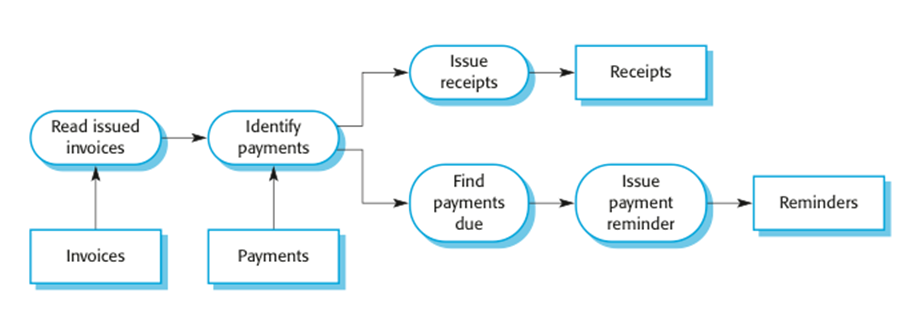 Issue
receipts
Receipts
Read issued
invoices
Identify
payments
Find
payments
due
Issue
payment
reminder
Reminders
Invoices
Payments